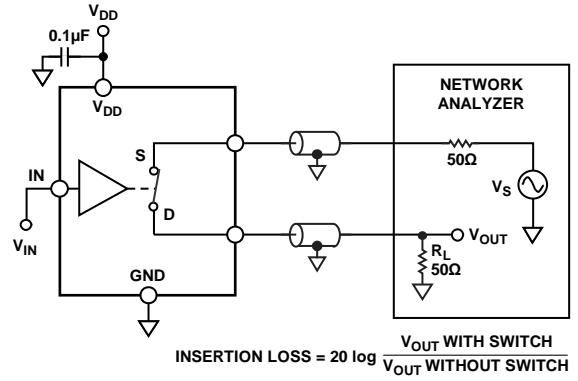 VDD
0.1µF
VDD
NETWORK
ANALYZER
S
50Ω
VS
IN
D
VOUT
VIN
RL
50Ω
GND
INSERTION LOSS = 20 log VOUT WITH SWITCH
VOUT WITHOUT SWITCH